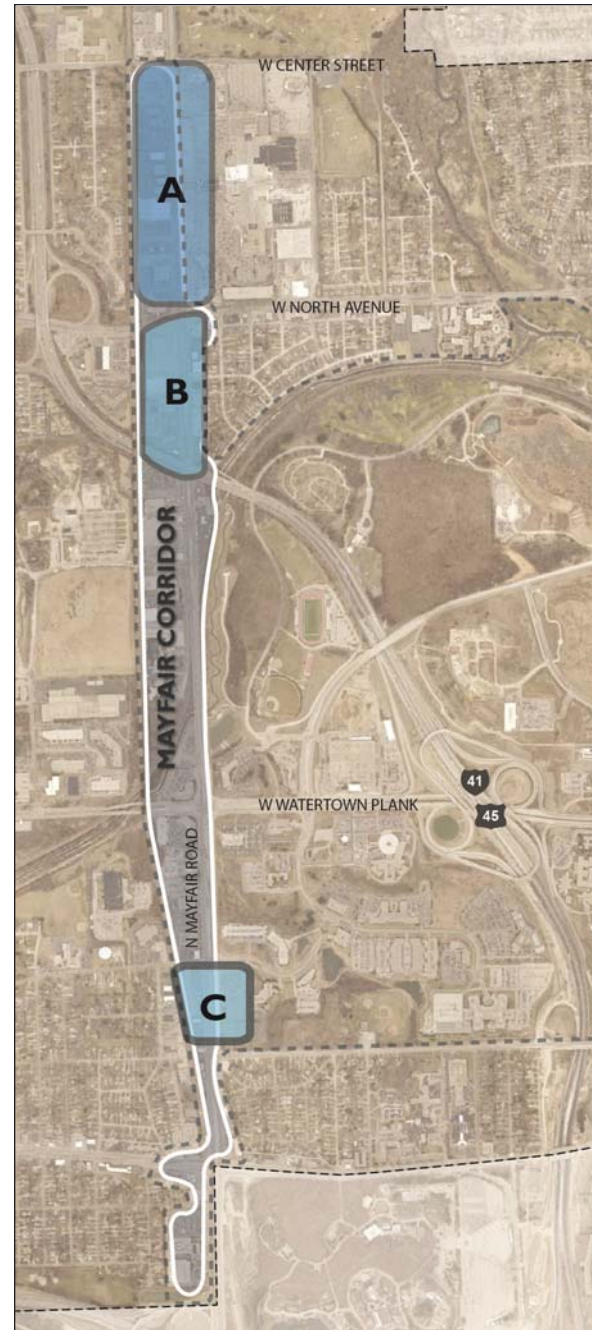 W CENTER STREET
A
W NORTH AVENUE
B
MAYFAIR CORRIDOR
41
45
W WATERTOWN PLANK
N MAYFAIR ROAD
C